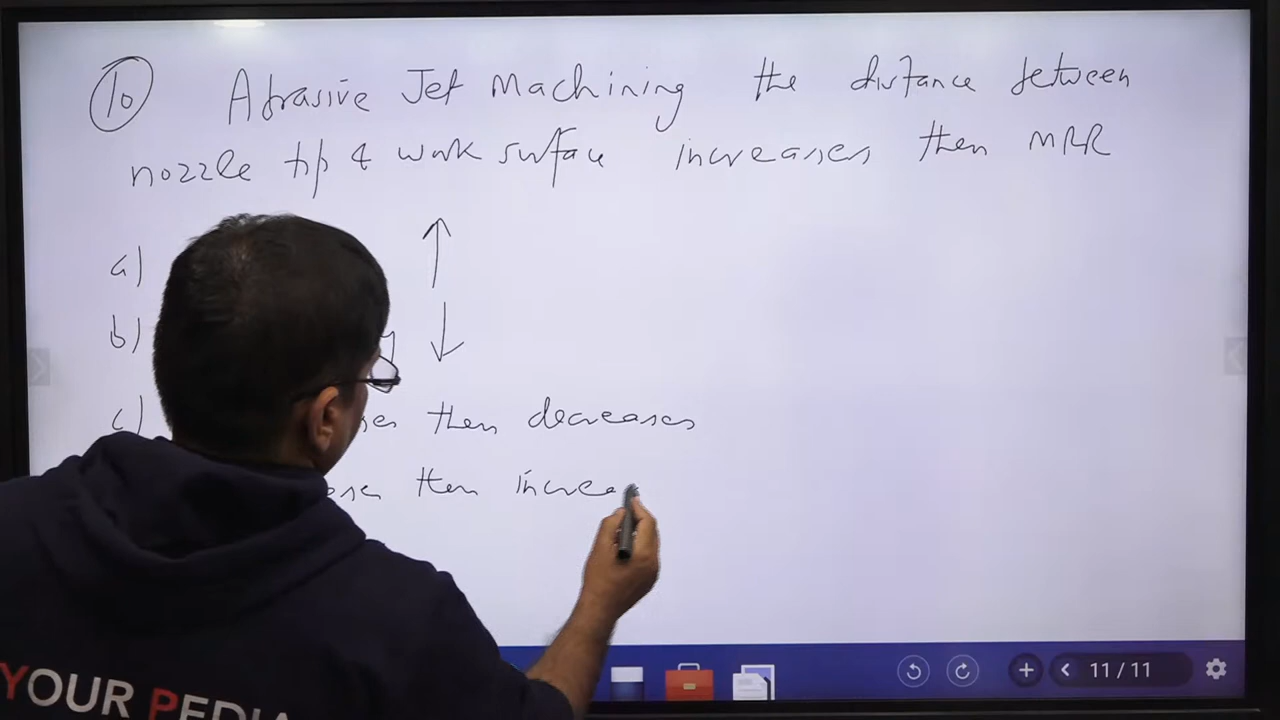 10 Abrasive Jet Machining the distance between
nozzle tip & work surface increases then MRR
a) ↑
b) ↓
c) then decreases
then increas
YOUR PEDIA
11 / 11